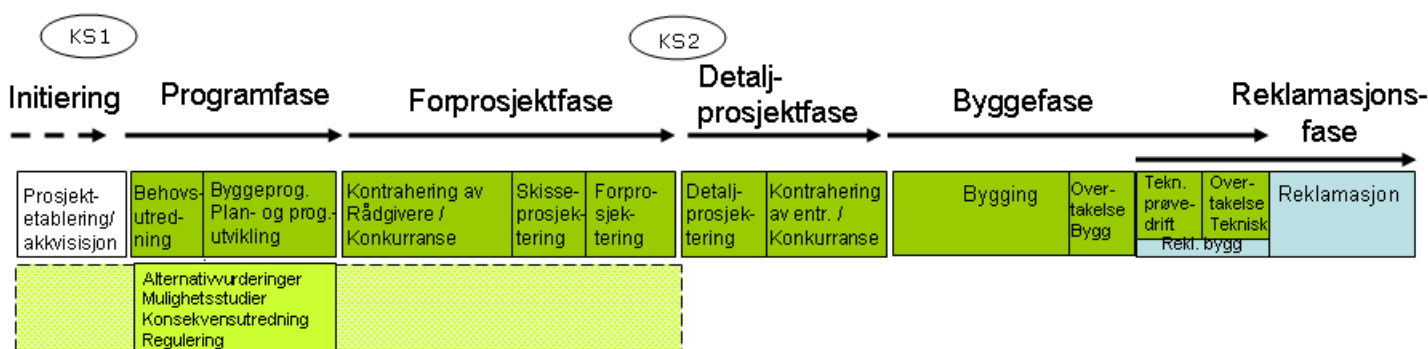 KS1
KS2
Initiering
Programfase
Forprosjektfase
Detalj-
prosjektfase
Byggefase
Reklamasjons-
fase
Prosjekt-
etablering/
akkvisisjon
Behovs-
utred-
ning
Byggeprog.
Plan- og prog.-
utvikling
Kontrahering av
Rådgivere /
Konkurranse
Skisse-
prosjek-
tering
Forpro-
sjek-
tering
Detalj-
prosjek-
tering
Kontrahering
av entr. /
Konkurranse
Bygging
Over-
takelse
Bygg
Tekn.
prøve-
drift
Over-
takelse
Teknisk
Rekl. bygg
Reklamasjon
Alternativvurderinger
Mulighetsstudier
Konsekvensutredning
Regulering